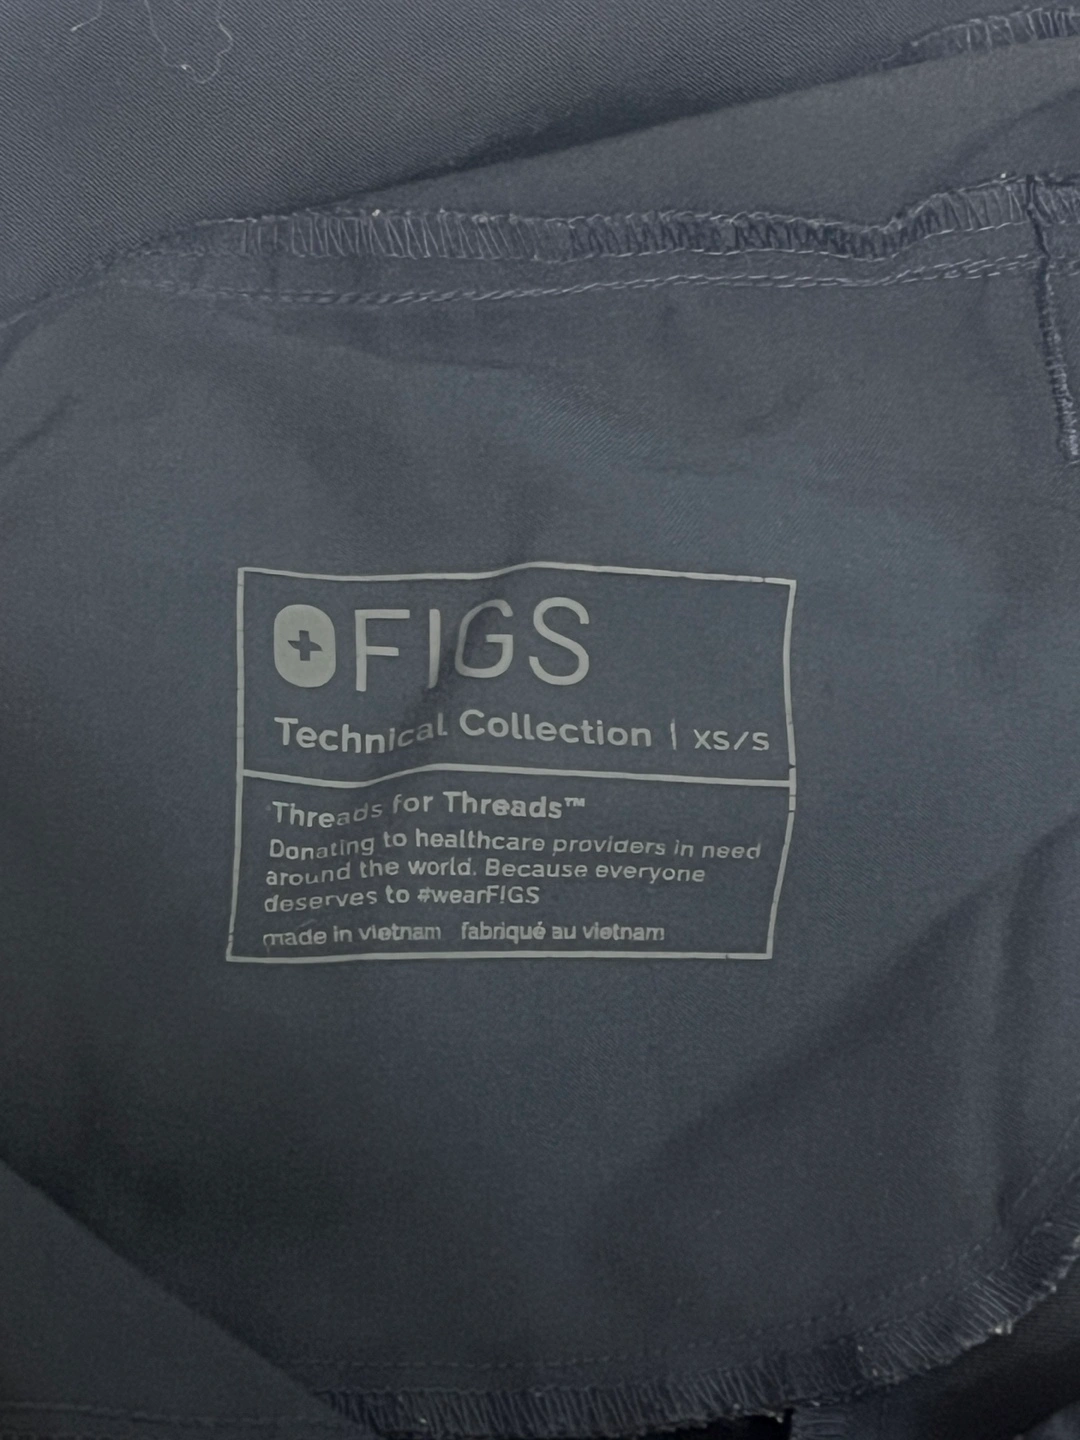 FIGS
Technical Collection | XS/S
Threads for Threads™
Donating to healthcare providers in need
around the world. Because everyone
deserves to #wearFIGS
made in vietnam fabriqué au vietnam